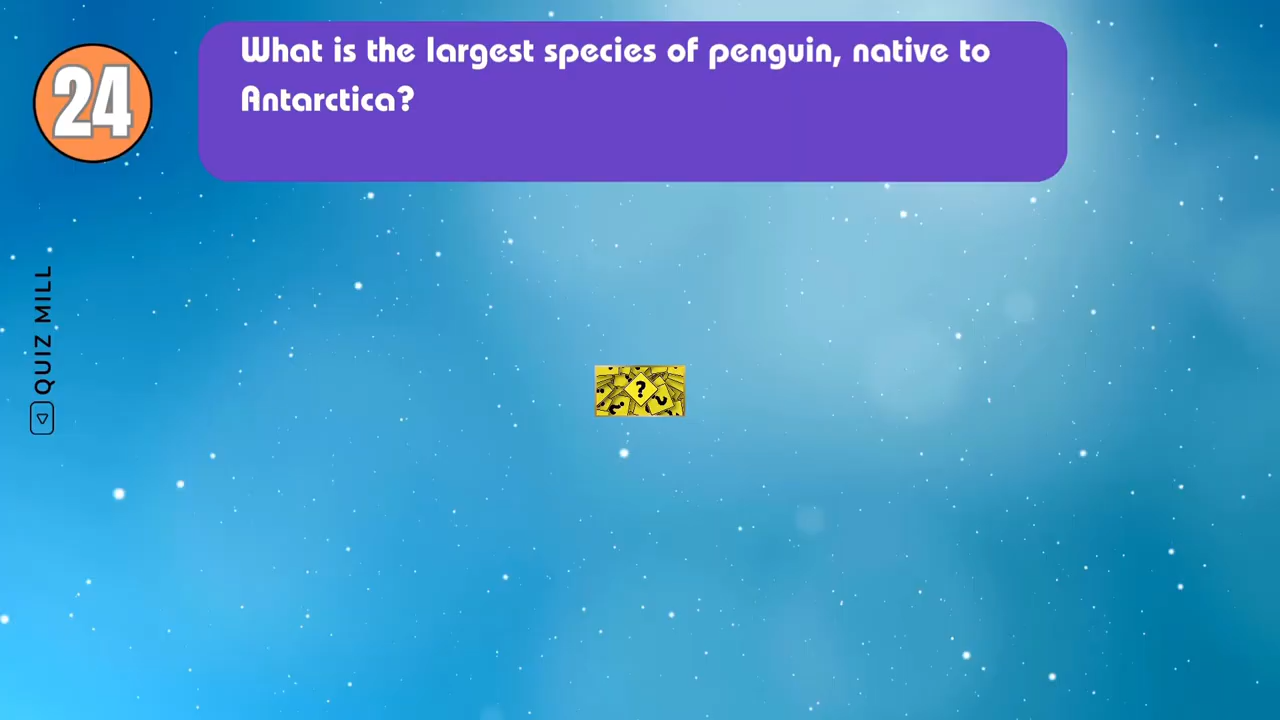 24
What is the largest species of penguin, native to
Antarctica?
QUIZ MILL
?